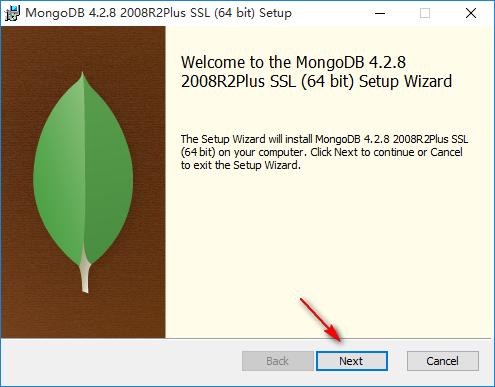 MongoDB 4.2.8 2008R2Plus SSL (64 bit) Setup
Welcome to the MongoDB 4.2.8
2008R2Plus SSL (64 bit) Setup Wizard
The Setup Wizard will install MongoDB 4.2.8 2008R2Plus SSL
(64 bit) on your computer. Click Next to continue or Cancel
to exit the Setup Wizard.
Back Next Cancel